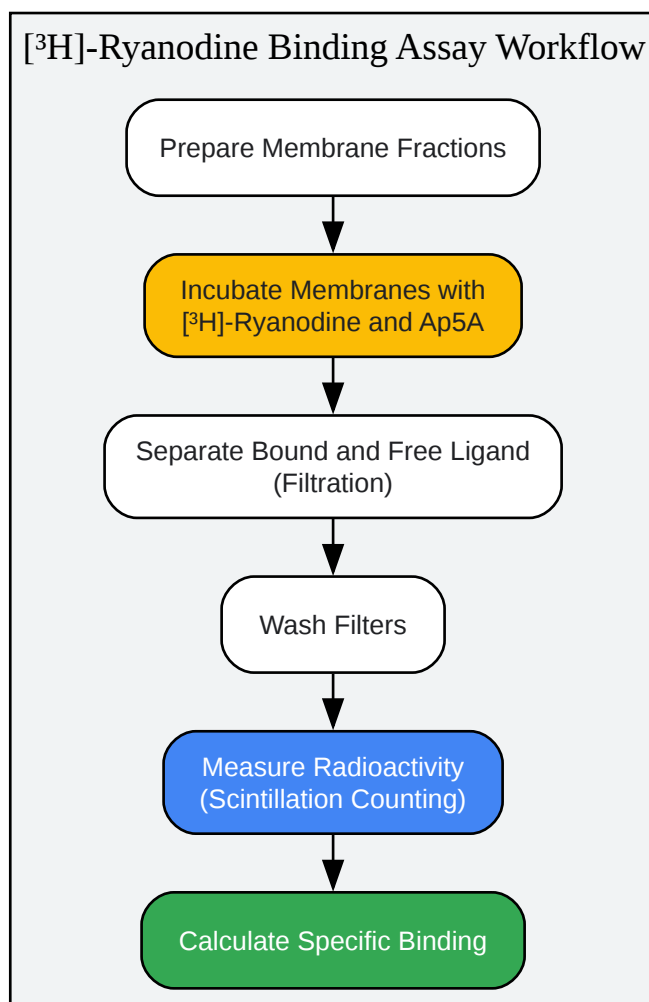 [³H]-Ryanodine Binding Assay Workflow
Prepare Membrane Fractions
Incubate Membranes with
[³H]-Ryanodine and Ap5A
Separate Bound and Free Ligand
(Filtration)
Wash Filters
Measure Radioactivity
(Scintillation Counting)
Calculate Specific Binding